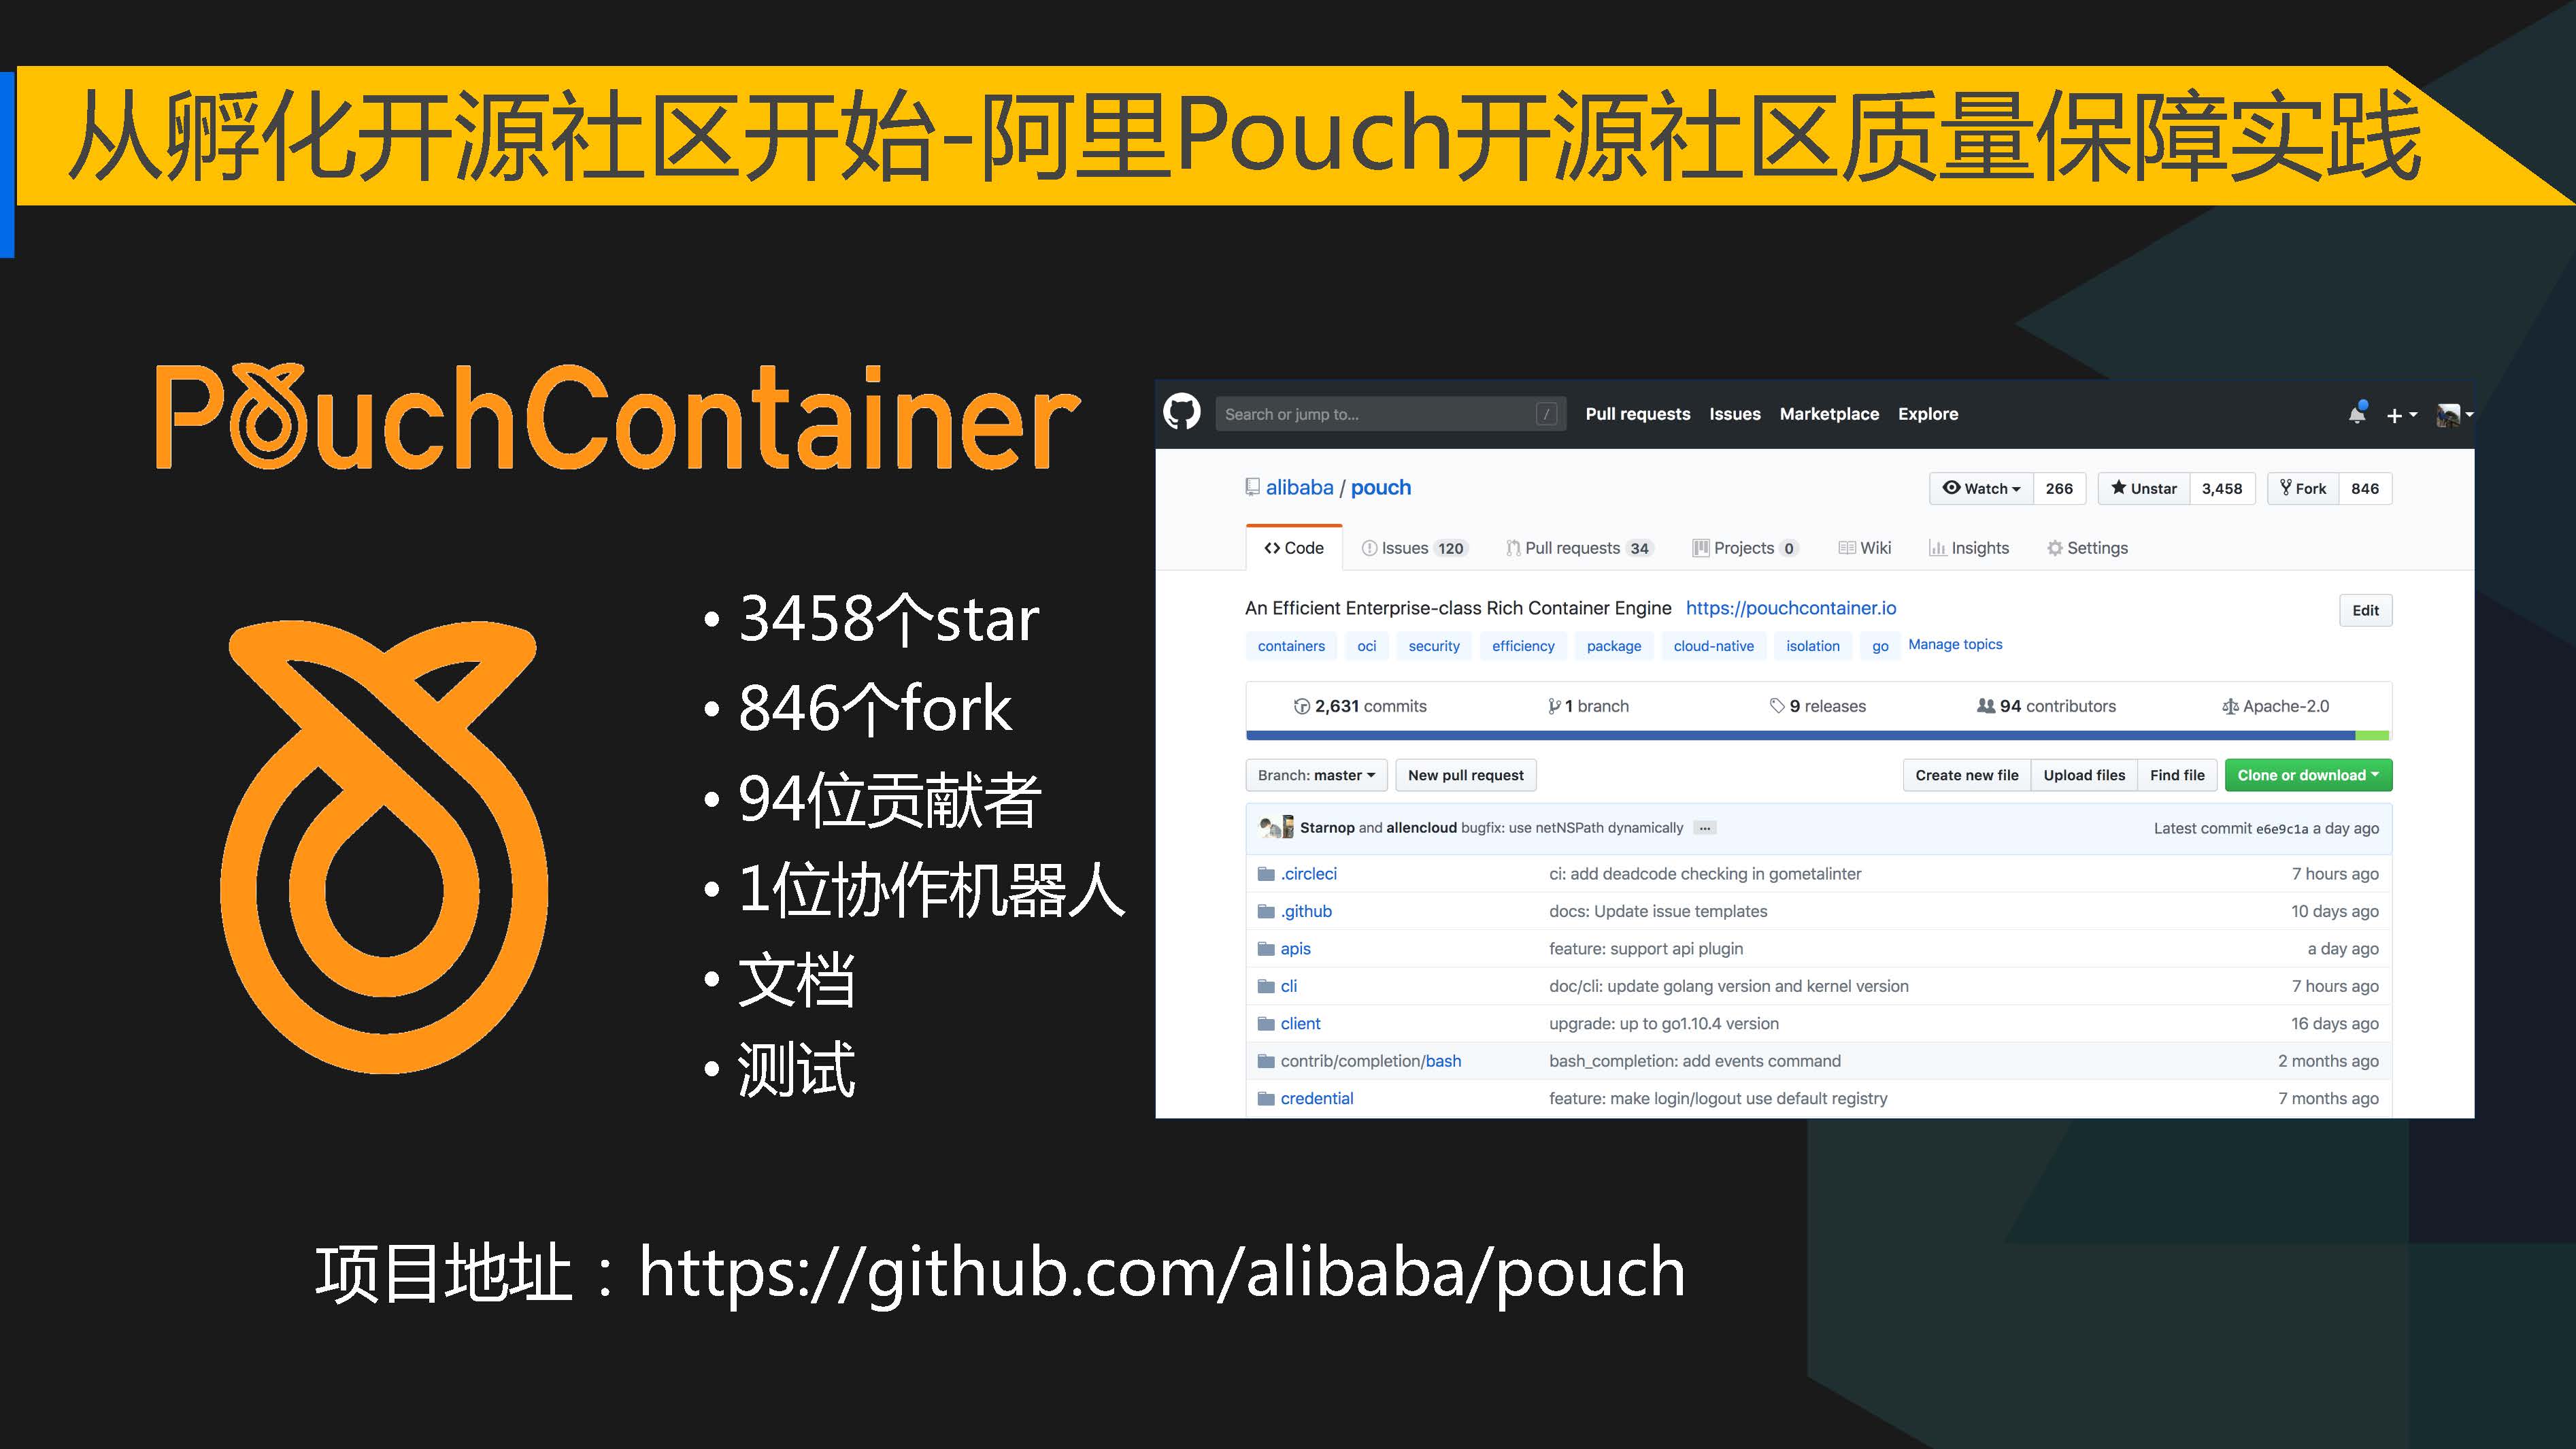 从孵化开源社区开始-阿里Pouch开源社区质量保障实践
PouchContainer
• 3458个star
• 846个fork
• 94位贡献者
• 1位协作机器人
• 文档
• 测试
Search or jump to... / Pull requests Issues Marketplace Explore
alibaba / pouch Watch 266 Unstar 3,458 Fork 846
Code Issues 120 Pull requests 34 Projects 0 Wiki Insights Settings
An Efficient Enterprise-class Rich Container Engine https://pouchcontainer.io Edit
containers oci security efficiency package cloud-native isolation go Manage topics
2,631 commits 1 branch 9 releases 94 contributors Apache-2.0
Branch: master New pull request Create new file Upload files Find file Clone or download
Starnop and allencloud bugfix: use netNSPath dynamically ... Latest commit e6e9c1a a day ago
.circleci ci: add deadcode checking in gometalinter 7 hours ago
.github docs: Update issue templates 10 days ago
apis feature: support api plugin a day ago
cli doc/cli: update golang version and kernel version 7 hours ago
client upgrade: up to go1.10.4 version 16 days ago
contrib/completion/bash bash_completion: add events command 2 months ago
credential feature: make login/logout use default registry 7 months ago
项目地址：https://github.com/alibaba/pouch